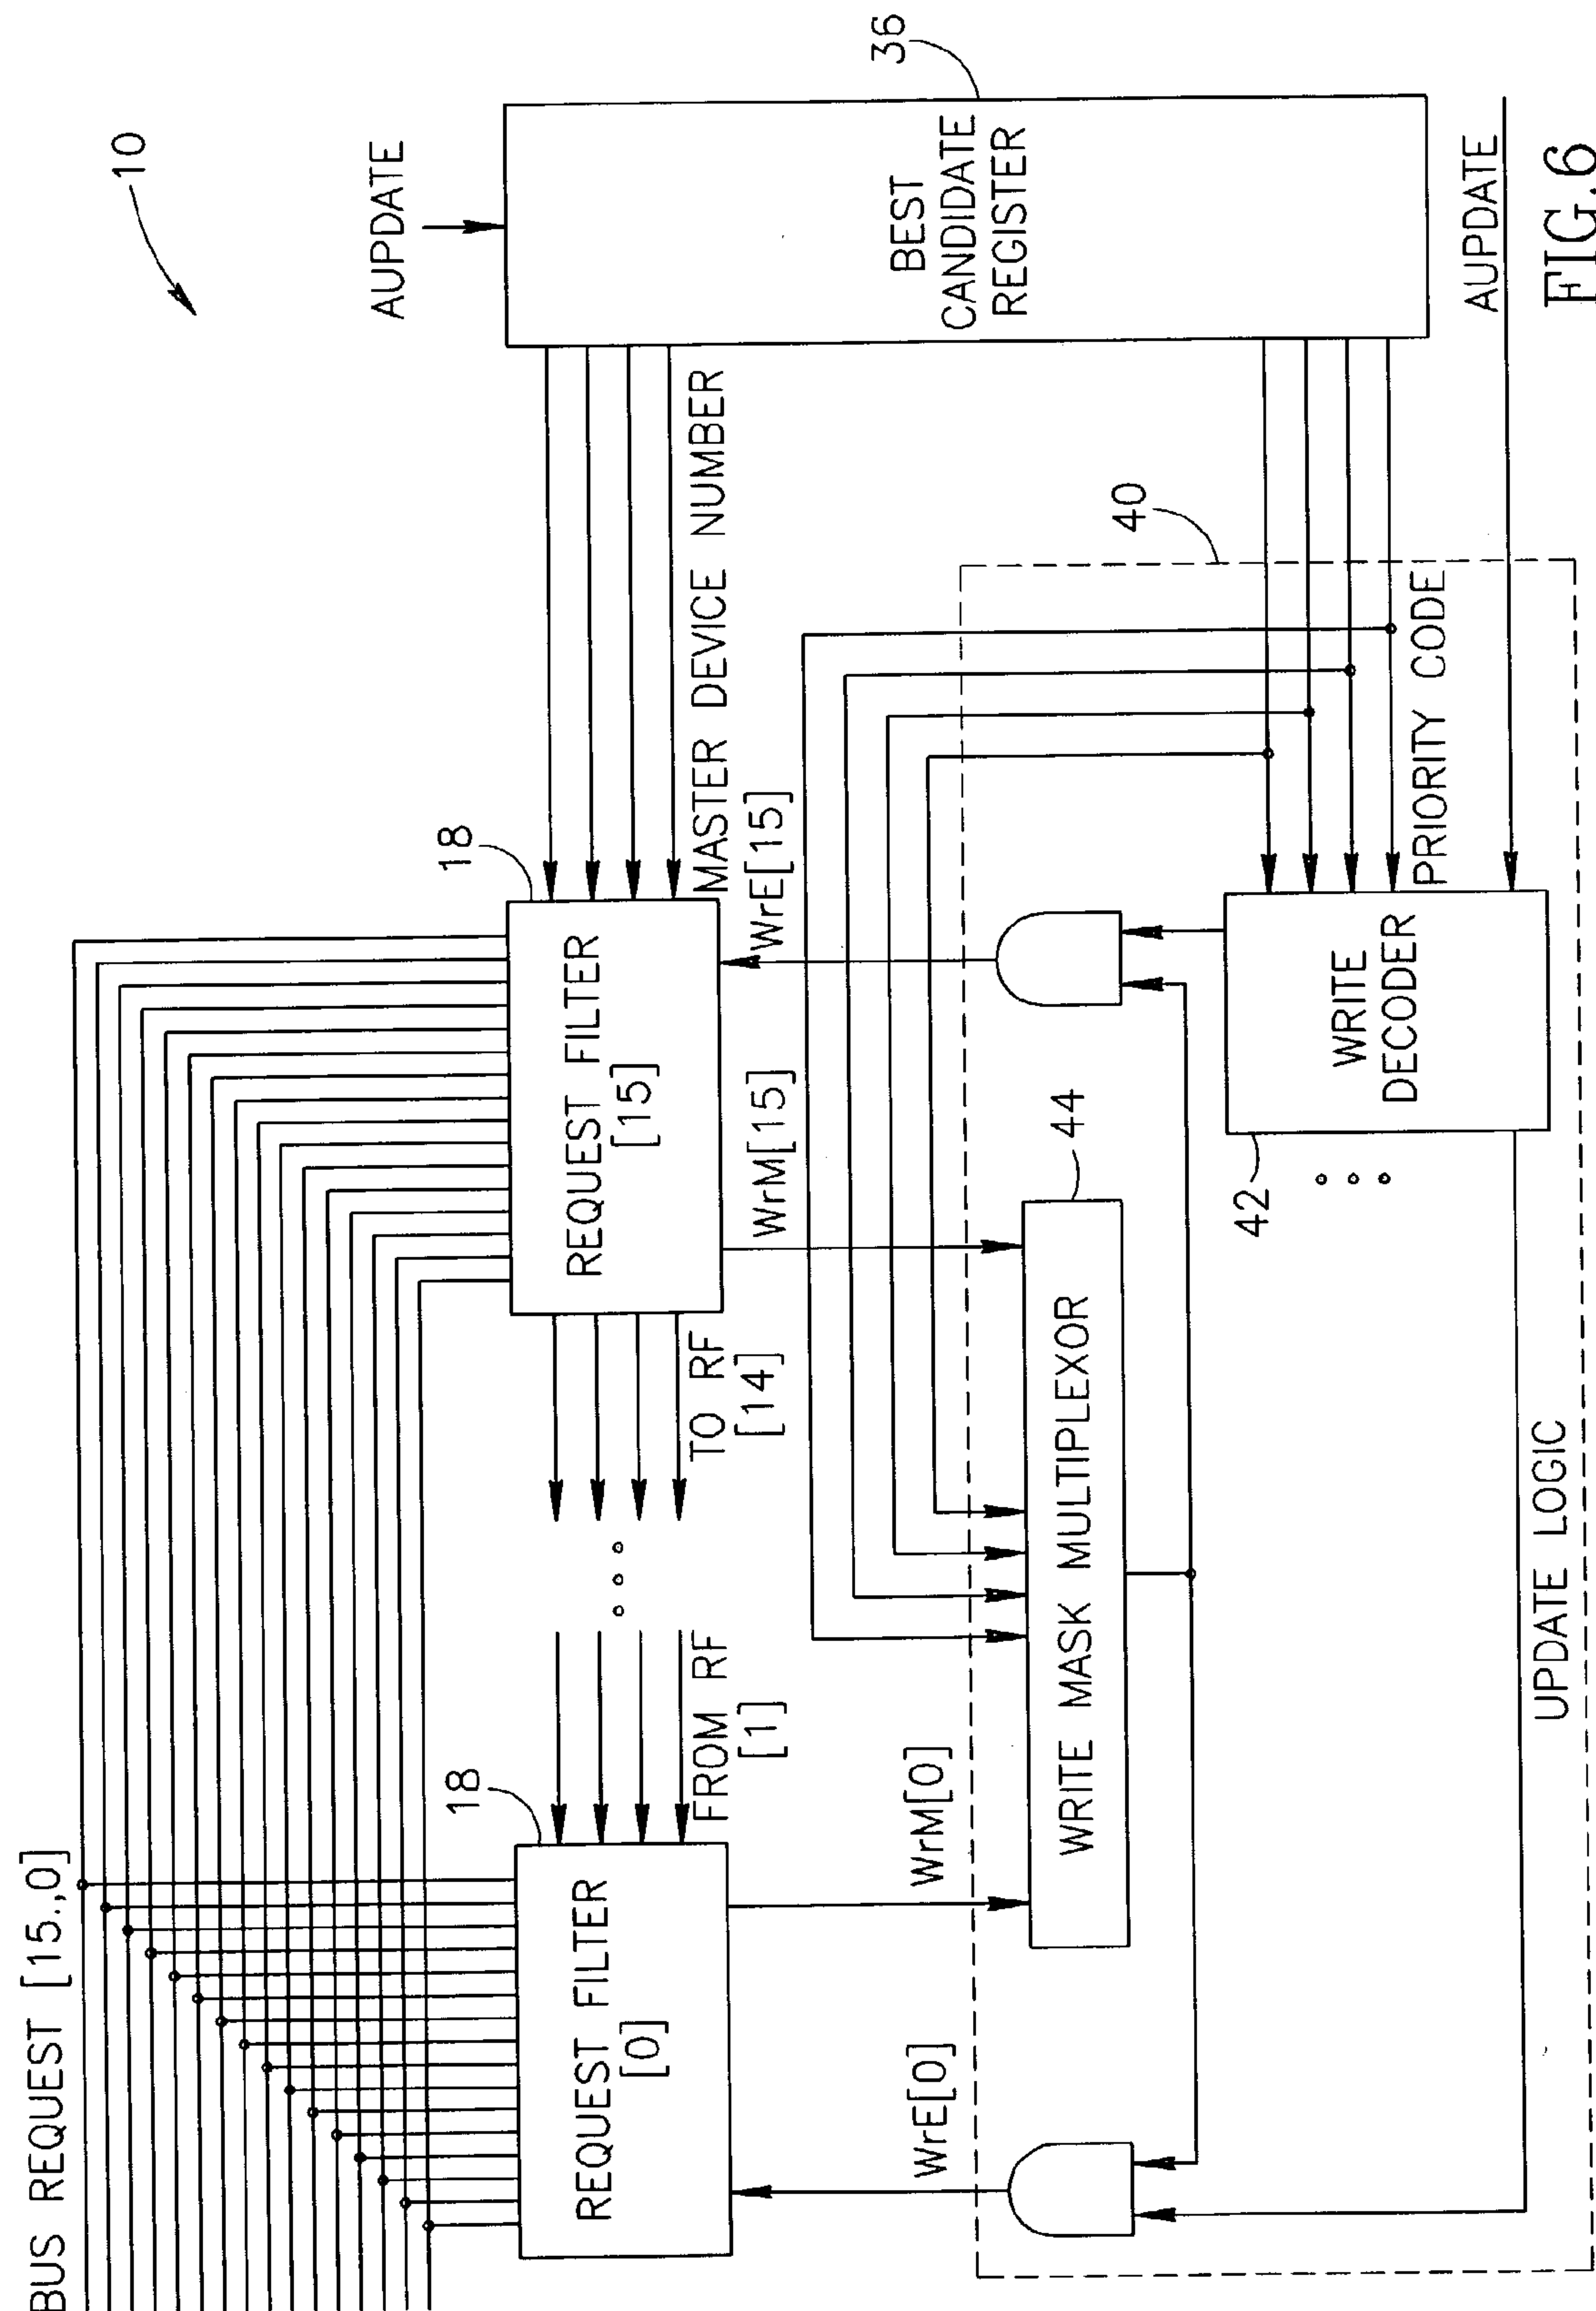 BUS REQUEST [15.,0]
10
AUPDATE
36
18
REQUEST FILTER
[0]
FROM RF
[1]
TO RF
[14]
18
REQUEST FILTER
[15]
MASTER DEVICE NUMBER
BEST
CANDIDATE
REGISTER
WrE[0]
WrM[0]
WrM[15]
WrE[15]
40
WRITE MASK MULTIPLEXOR
44
42
WRITE
DECODER
PRIORITY CODE
AUPDATE
UPDATE LOGIC
FIG.6